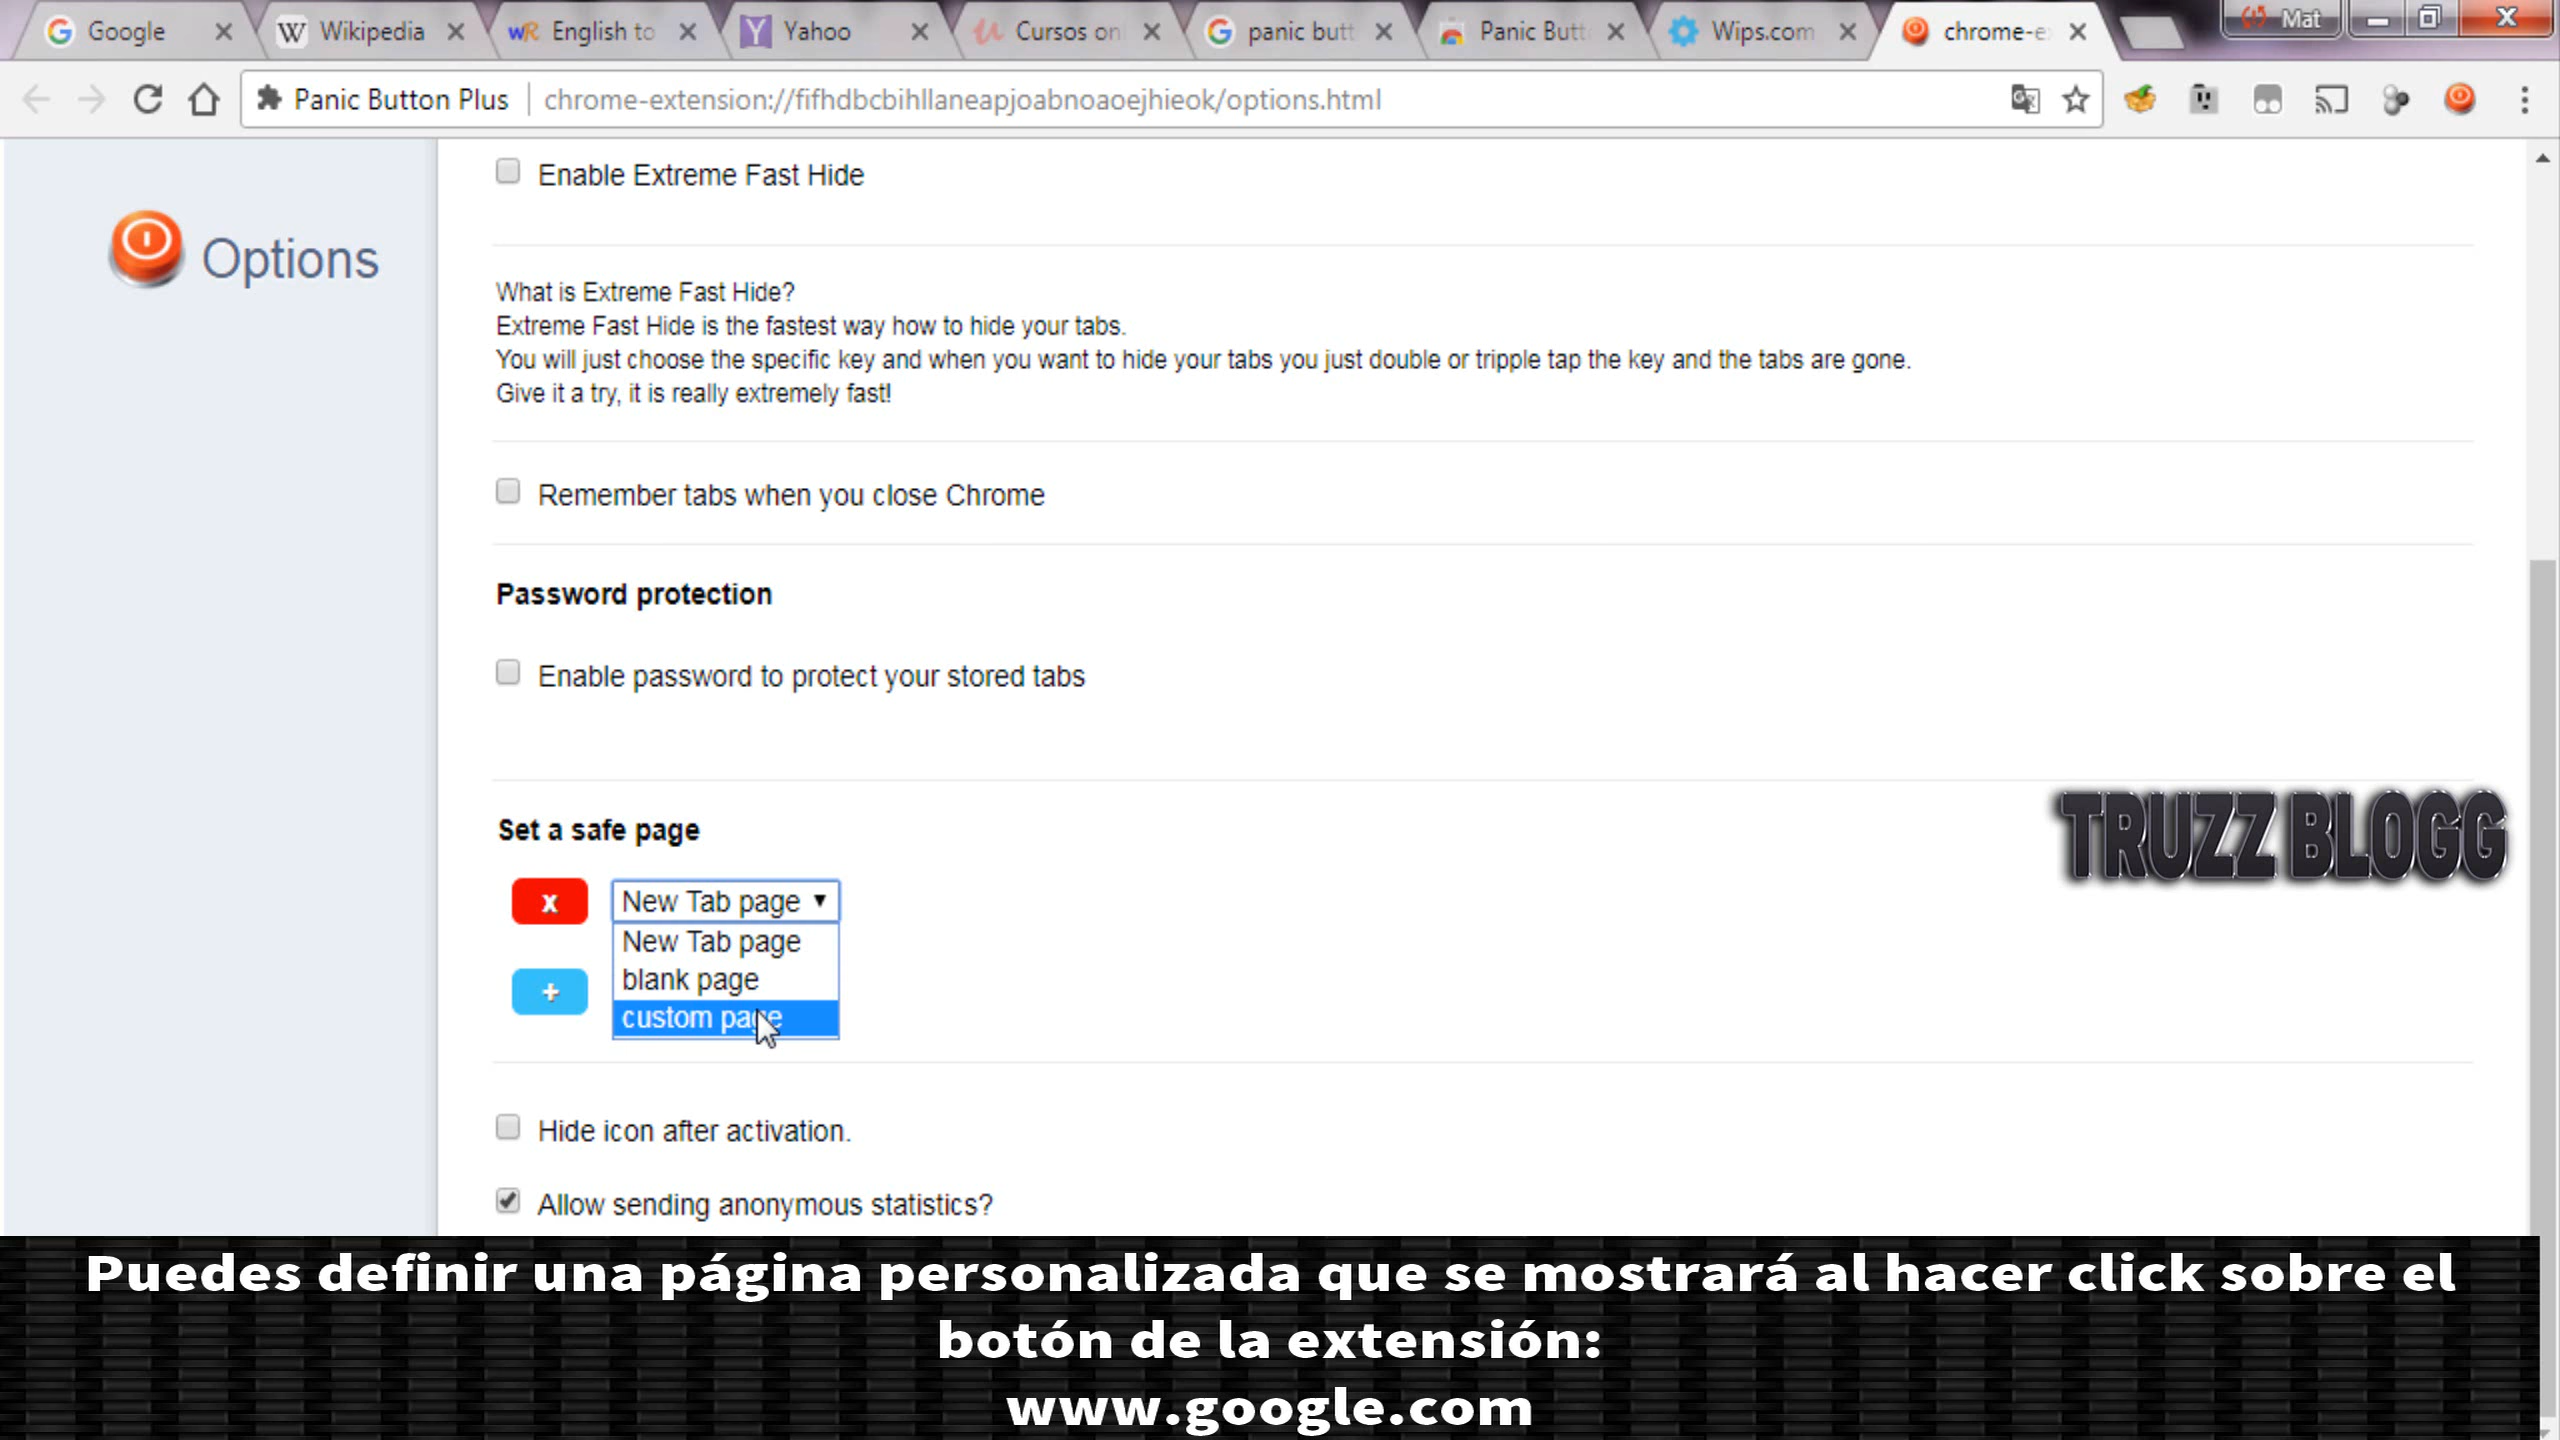 Google
Wikipedia
English to
Yahoo
Cursos onl
panic butt
Panic Butt
Wips.com
chrome-e
Mat
Panic Button Plus
chrome-extension://fifhdbcbihllaneapjoabnoaoejhieok/options.html
Options
Enable Extreme Fast Hide
What is Extreme Fast Hide?
Extreme Fast Hide is the fastest way how to hide your tabs.
You will just choose the specific key and when you want to hide your tabs you just double or tripple tap the key and the tabs are gone.
Give it a try, it is really extremely fast!
Remember tabs when you close Chrome
Password protection
Enable password to protect your stored tabs
TRUZZ BLOGG
Set a safe page
x
New Tab page
New Tab page
blank page
+
custom page
Hide icon after activation.
Allow sending anonymous statistics?
Puedes definir una página personalizada que se mostrará al hacer click sobre el
botón de la extensión:
www.google.com